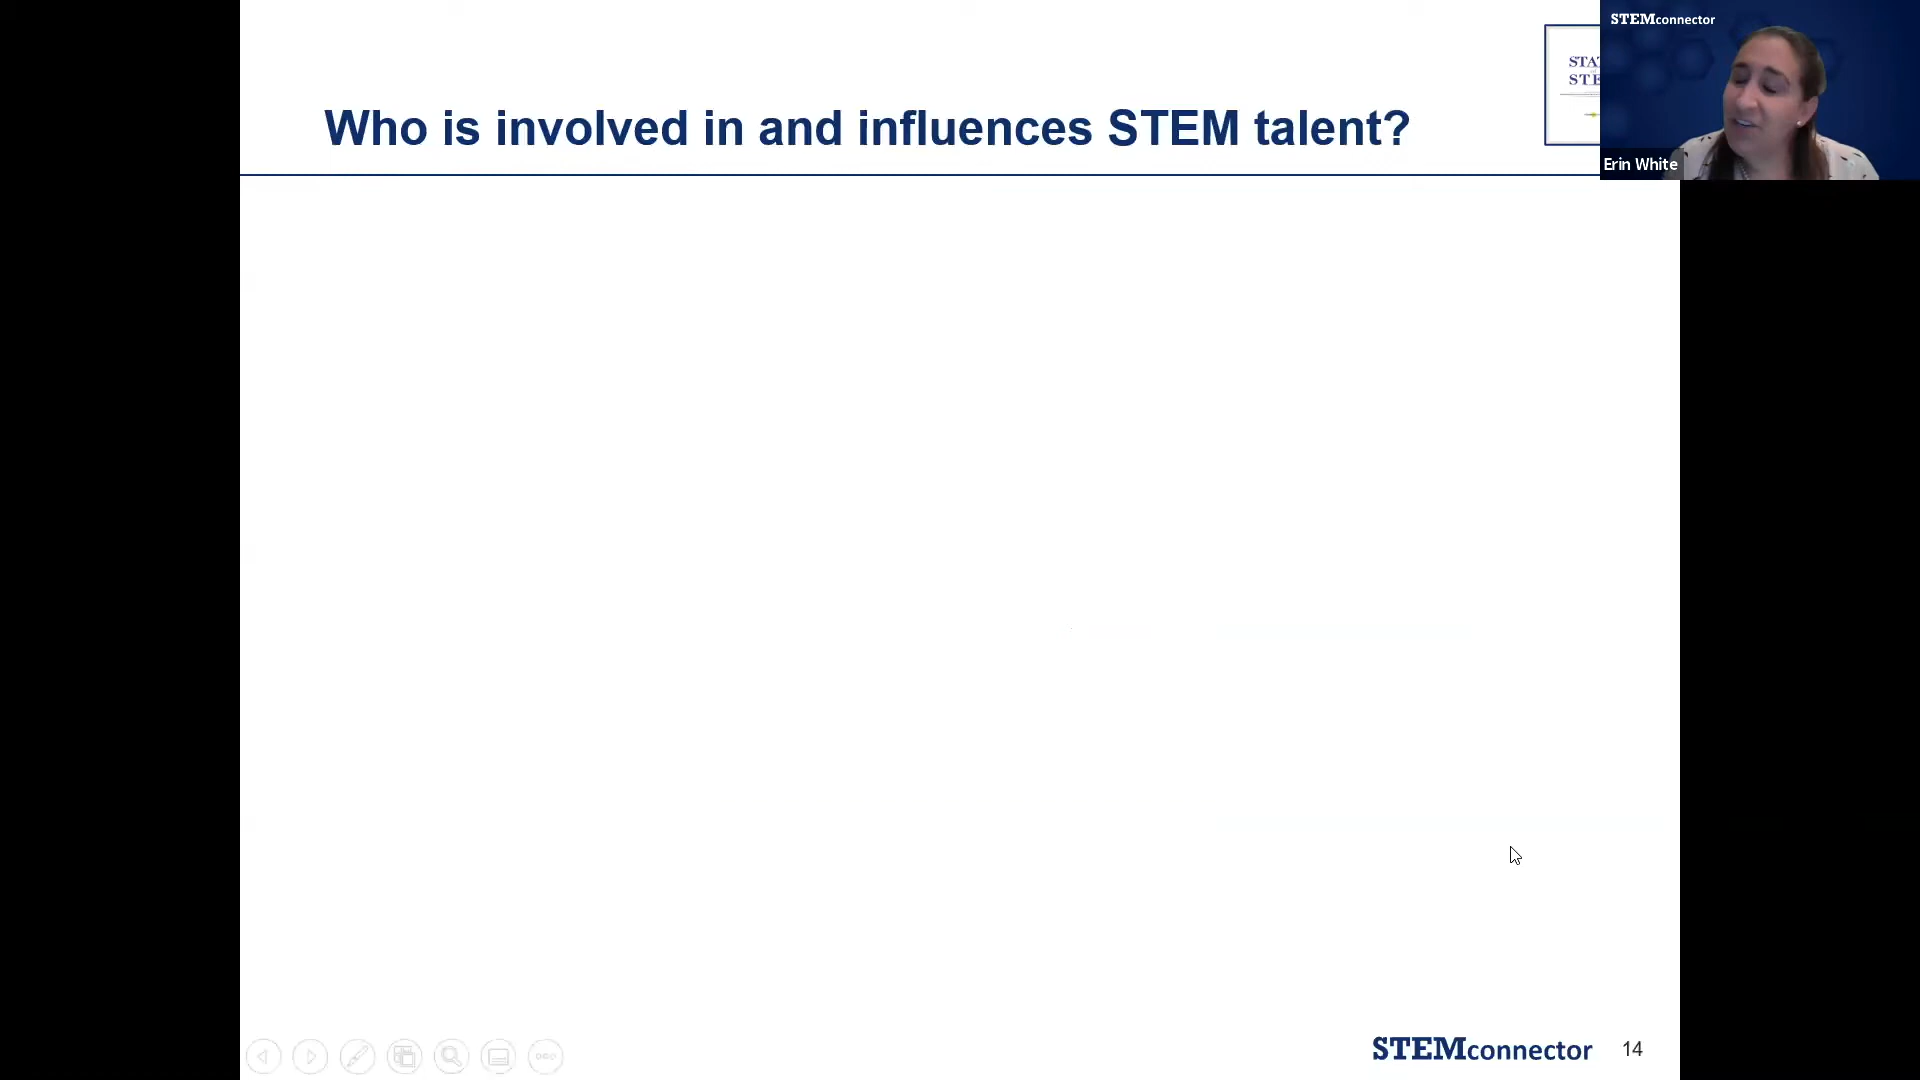 STEMconnector
Who is involved in and influences STEM talent?
Erin White
STEMconnector
14